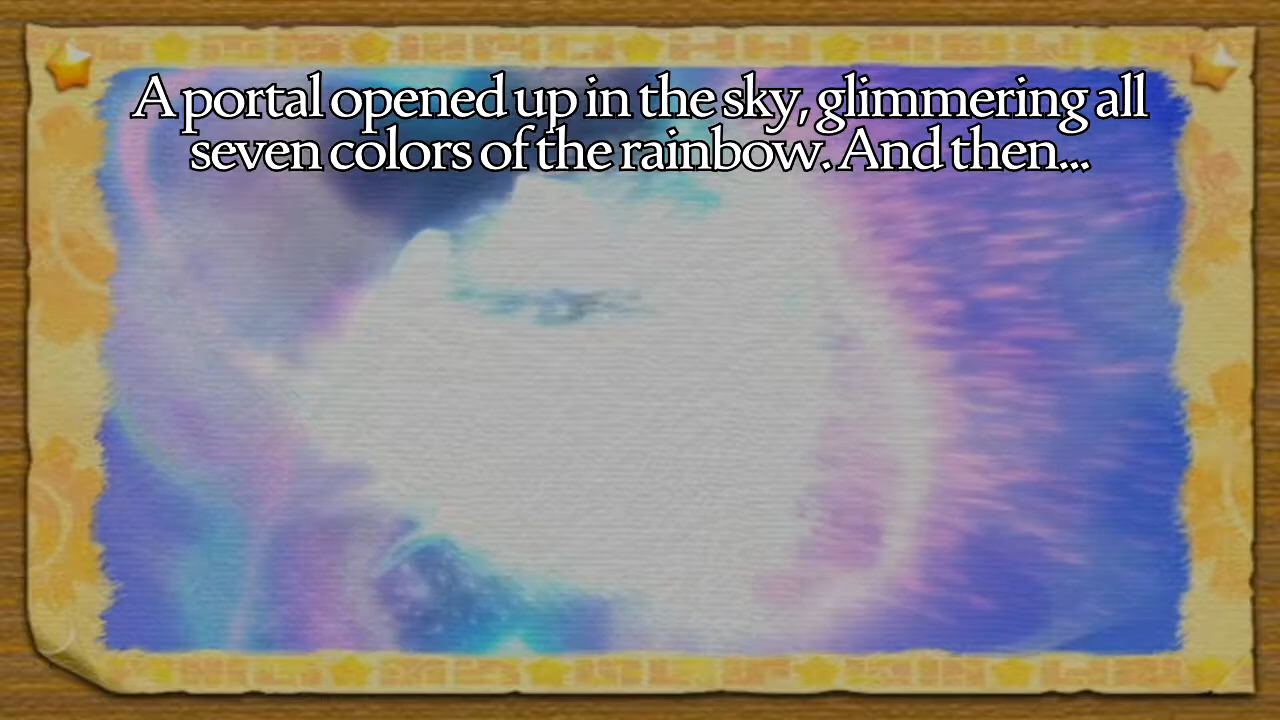 A portal opened up in the sky, glimmering all
seven colors of the rainbow. And then...